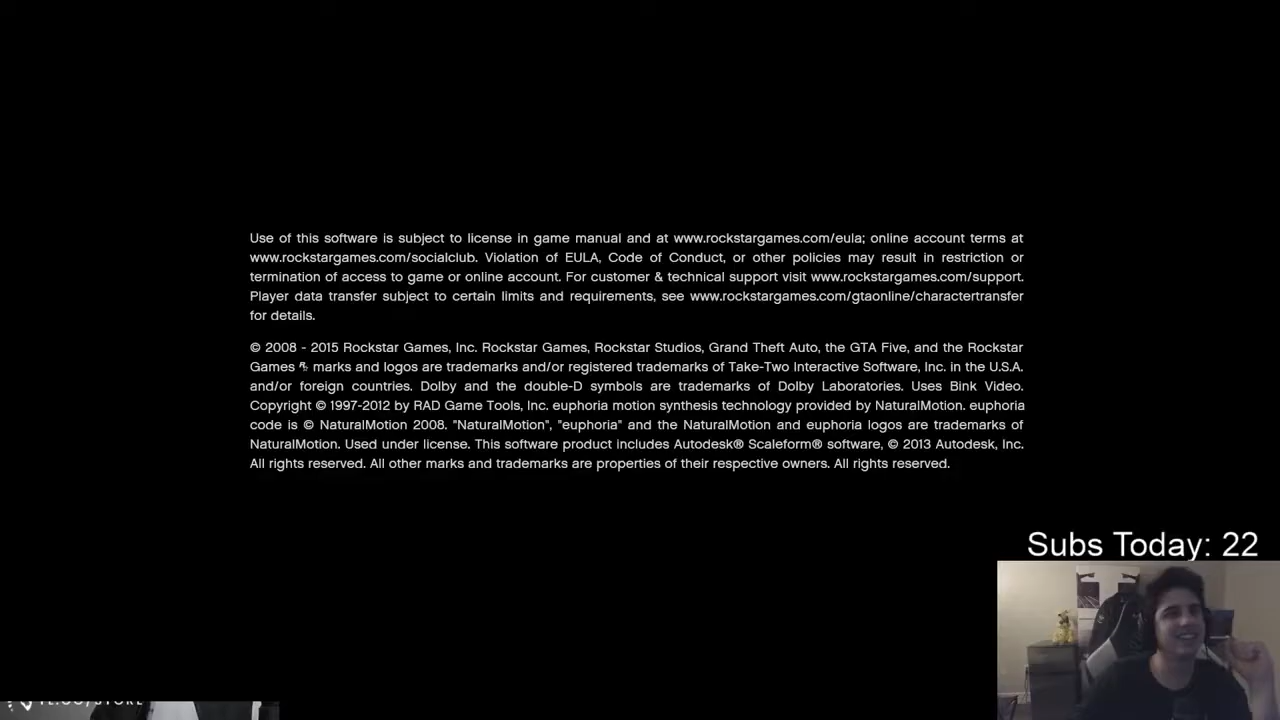 Use of this software is subject to license in game manual and at www.rockstargames.com/eula; online account terms at
www.rockstargames.com/socialclub. Violation of EULA, Code of Conduct, or other policies may result in restriction or
termination of access to game or online account. For customer & technical support visit www.rockstargames.com/support.
Player data transfer subject to certain limits and requirements, see www.rockstargames.com/gtaonline/charactertransfer
for details.
© 2008 - 2015 Rockstar Games, Inc. Rockstar Games, Rockstar Studios, Grand Theft Auto, the GTA Five, and the Rockstar
Games marks and logos are trademarks and/or registered trademarks of Take-Two Interactive Software, Inc. in the U.S.A.
and/or foreign countries. Dolby and the double-D symbols are trademarks of Dolby Laboratories. Uses Bink Video.
Copyright © 1997-2012 by RAD Game Tools, Inc. euphoria motion synthesis technology provided by NaturalMotion. euphoria
code is © NaturalMotion 2008. "NaturalMotion", "euphoria" and the NaturalMotion and euphoria logos are trademarks of
NaturalMotion. Used under license. This software product includes Autodesk® Scaleform® software, © 2013 Autodesk, Inc.
All rights reserved. All other marks and trademarks are properties of their respective owners. All rights reserved.
Subs Today: 22